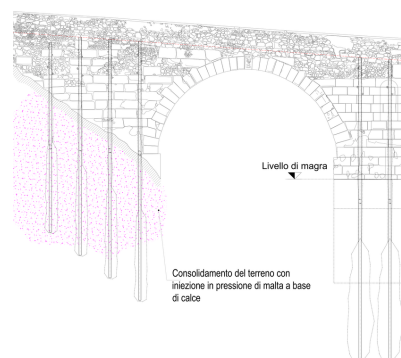 Livello di magra
Consolidamento del terreno con
iniezione in pressione di malta a base
di calce